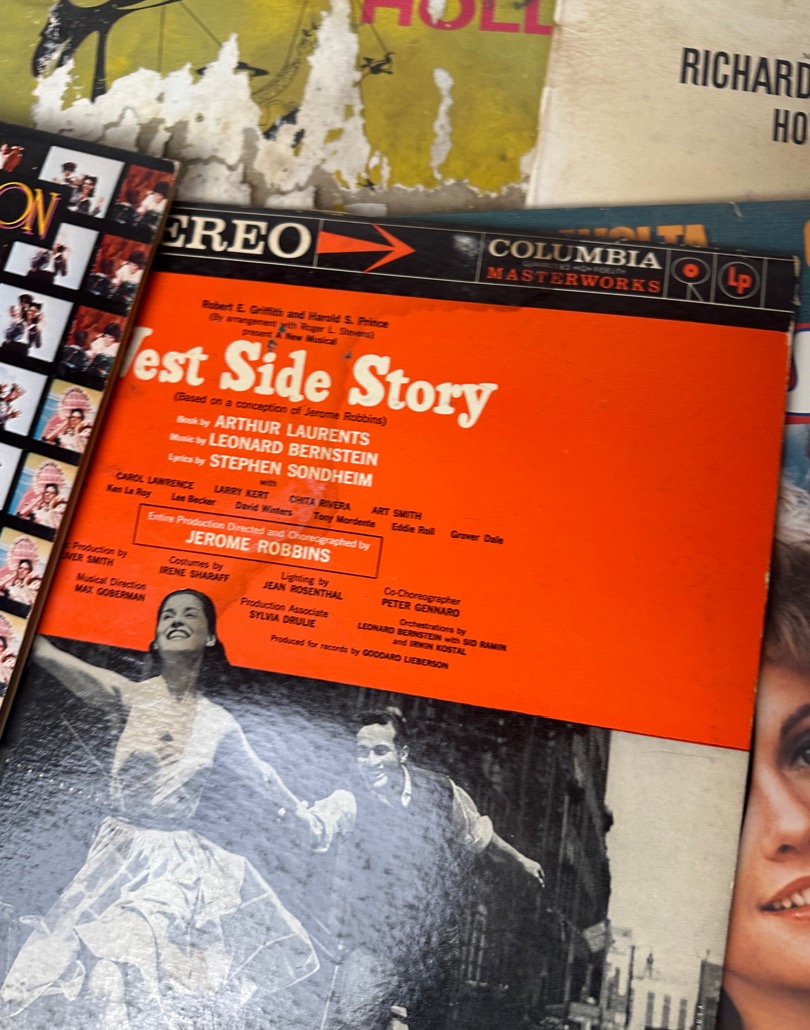 HOLL
RICHARD
HO
ON
EREO
COLUMBIA
MASTERWORKS
Lp
Robert E. Griffith and Harold S. Prince
(By arrangement with Roger L. Stevens)
present A New Musical
West Side Story
(Based on a conception of Jerome Robbins)
Book by ARTHUR LAURENTS
Music by LEONARD BERNSTEIN
Lyrics by STEPHEN SONDHEIM
with
CAROL LAWRENCE LARRY KERT CHITA RIVERA ART SMITH
Ken Le Roy Lee Becker David Winters Tony Mordente Eddie Roll Grover Dale
Entire Production Directed and Choreographed by
JEROME ROBBINS
Production by
VER SMITH
Costumes by
IRENE SHARAFF
Lighting by
JEAN ROSENTHAL
Co-Choreographer
PETER GENNARO
Musical Direction
MAX GOBERMAN
Production Associate
SYLVIA DRULIE
Orchestrations by
LEONARD BERNSTEIN with SID RAMIN
and IRWIN KOSTAL
Produced for records by GODDARD LIEBERSON